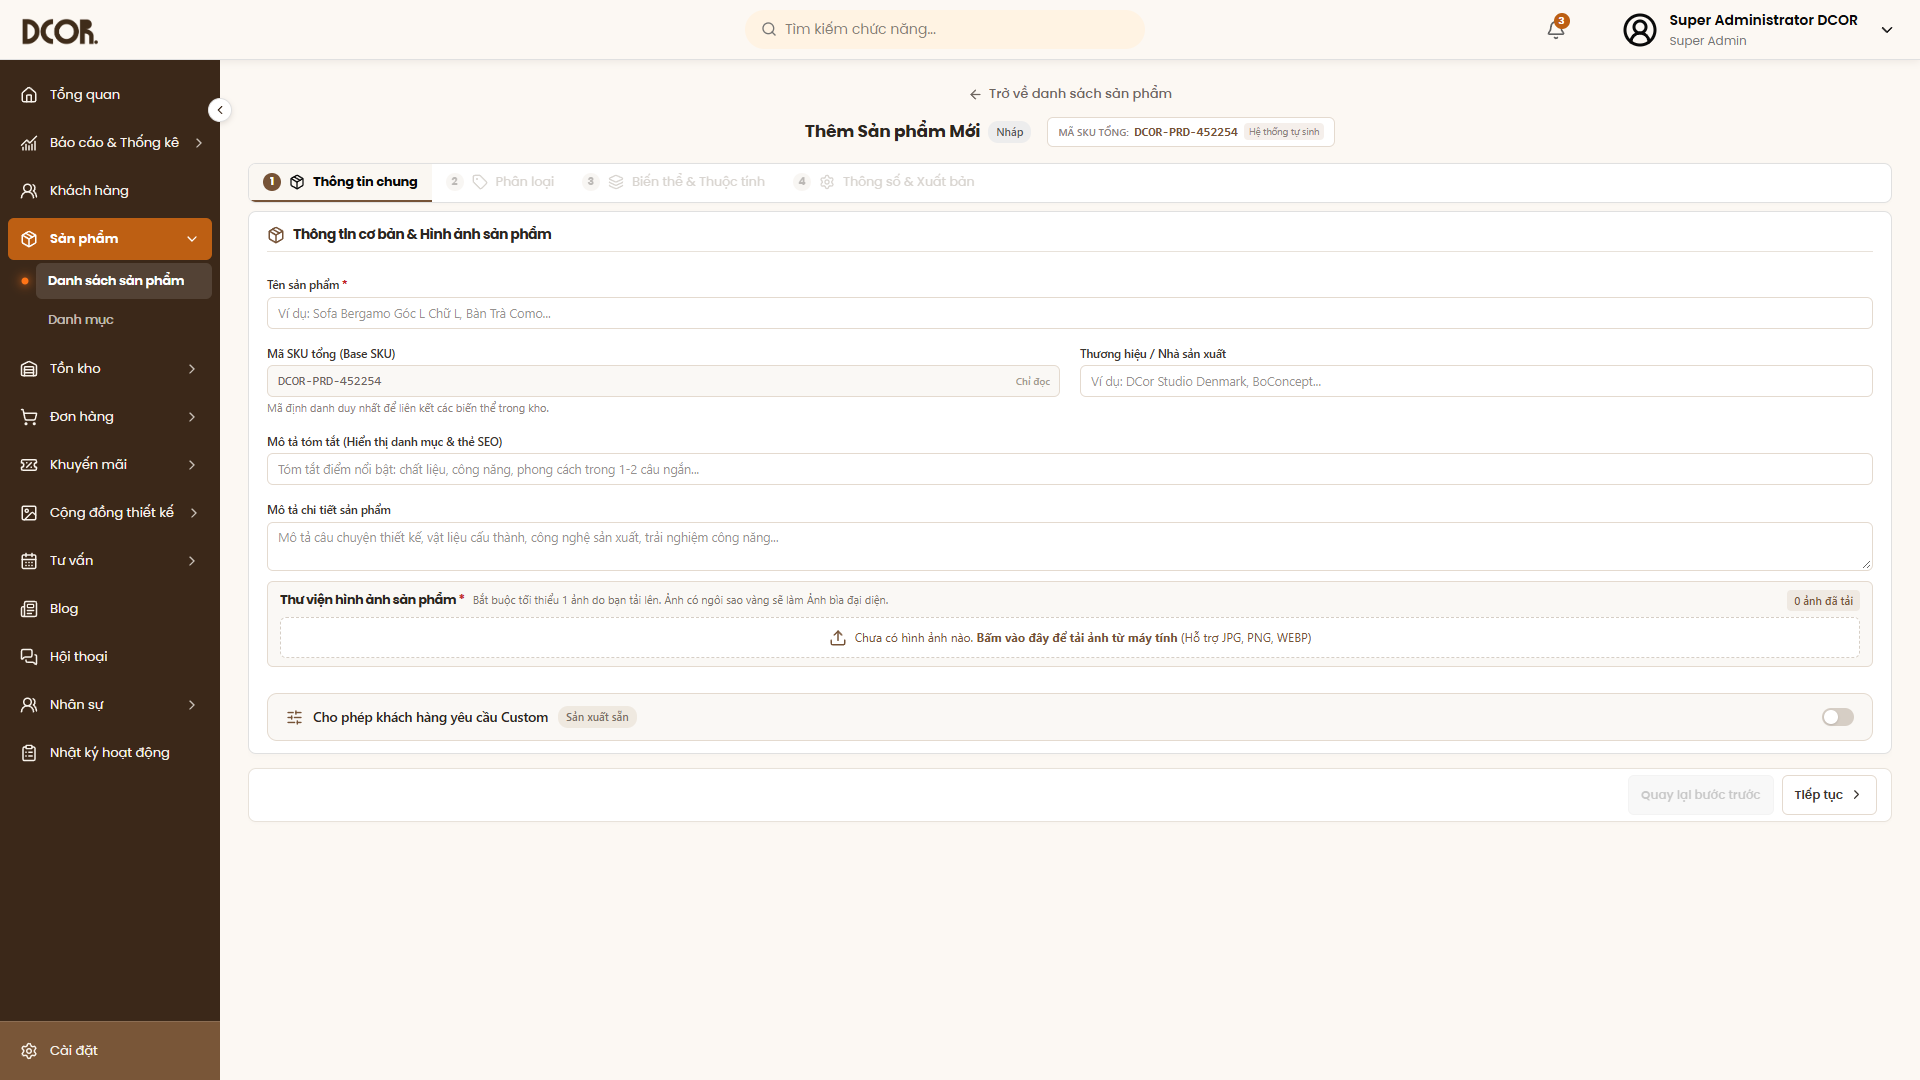 DCOR.
Tìm kiếm chức năng...
3
Super Administrator DCOR
Super Admin
Tổng quan
Báo cáo & Thống kê
Khách hàng
Sản phẩm
Danh sách sản phẩm
Danh mục
Tồn kho
Đơn hàng
Khuyến mãi
Cộng đồng thiết kế
Tư vấn
Blog
Hội thoại
Nhân sự
Nhật ký hoạt động
Cài đặt
Trở về danh sách sản phẩm
Thêm Sản phẩm Mới Nháp MÃ SKU TỔNG: DCOR-PRD-452254 Hệ thống tự sinh
1 Thông tin chung 2 Phân loại 3 Biến thể & Thuộc tính 4 Thông số & Xuất bản
Thông tin cơ bản & Hình ảnh sản phẩm
Tên sản phẩm *
Ví dụ: Sofa Bergamo Góc L Chữ L, Bàn Trà Como...
Mã SKU tổng (Base SKU)
DCOR-PRD-452254 Chỉ đọc
Mã định danh duy nhất để liên kết các biến thể trong kho.
Thương hiệu / Nhà sản xuất
Ví dụ: DCor Studio Denmark, BoConcept...
Mô tả tóm tắt (Hiển thị danh mục & thẻ SEO)
Tóm tắt điểm nổi bật: chất liệu, công năng, phong cách trong 1-2 câu ngắn...
Mô tả chi tiết sản phẩm
Mô tả câu chuyện thiết kế, vật liệu cấu thành, công nghệ sản xuất, trải nghiệm công năng...
Thư viện hình ảnh sản phẩm * Bắt buộc tối thiểu 1 ảnh do bạn tải lên. Ảnh có ngôi sao vàng sẽ làm Ảnh bìa đại diện. 0 ảnh đã tải
Chưa có hình ảnh nào. Bấm vào đây để tải ảnh từ máy tính (Hỗ trợ JPG, PNG, WEBP)
Cho phép khách hàng yêu cầu Custom Sản xuất sẵn
Quay lại bước trước Tiếp tục